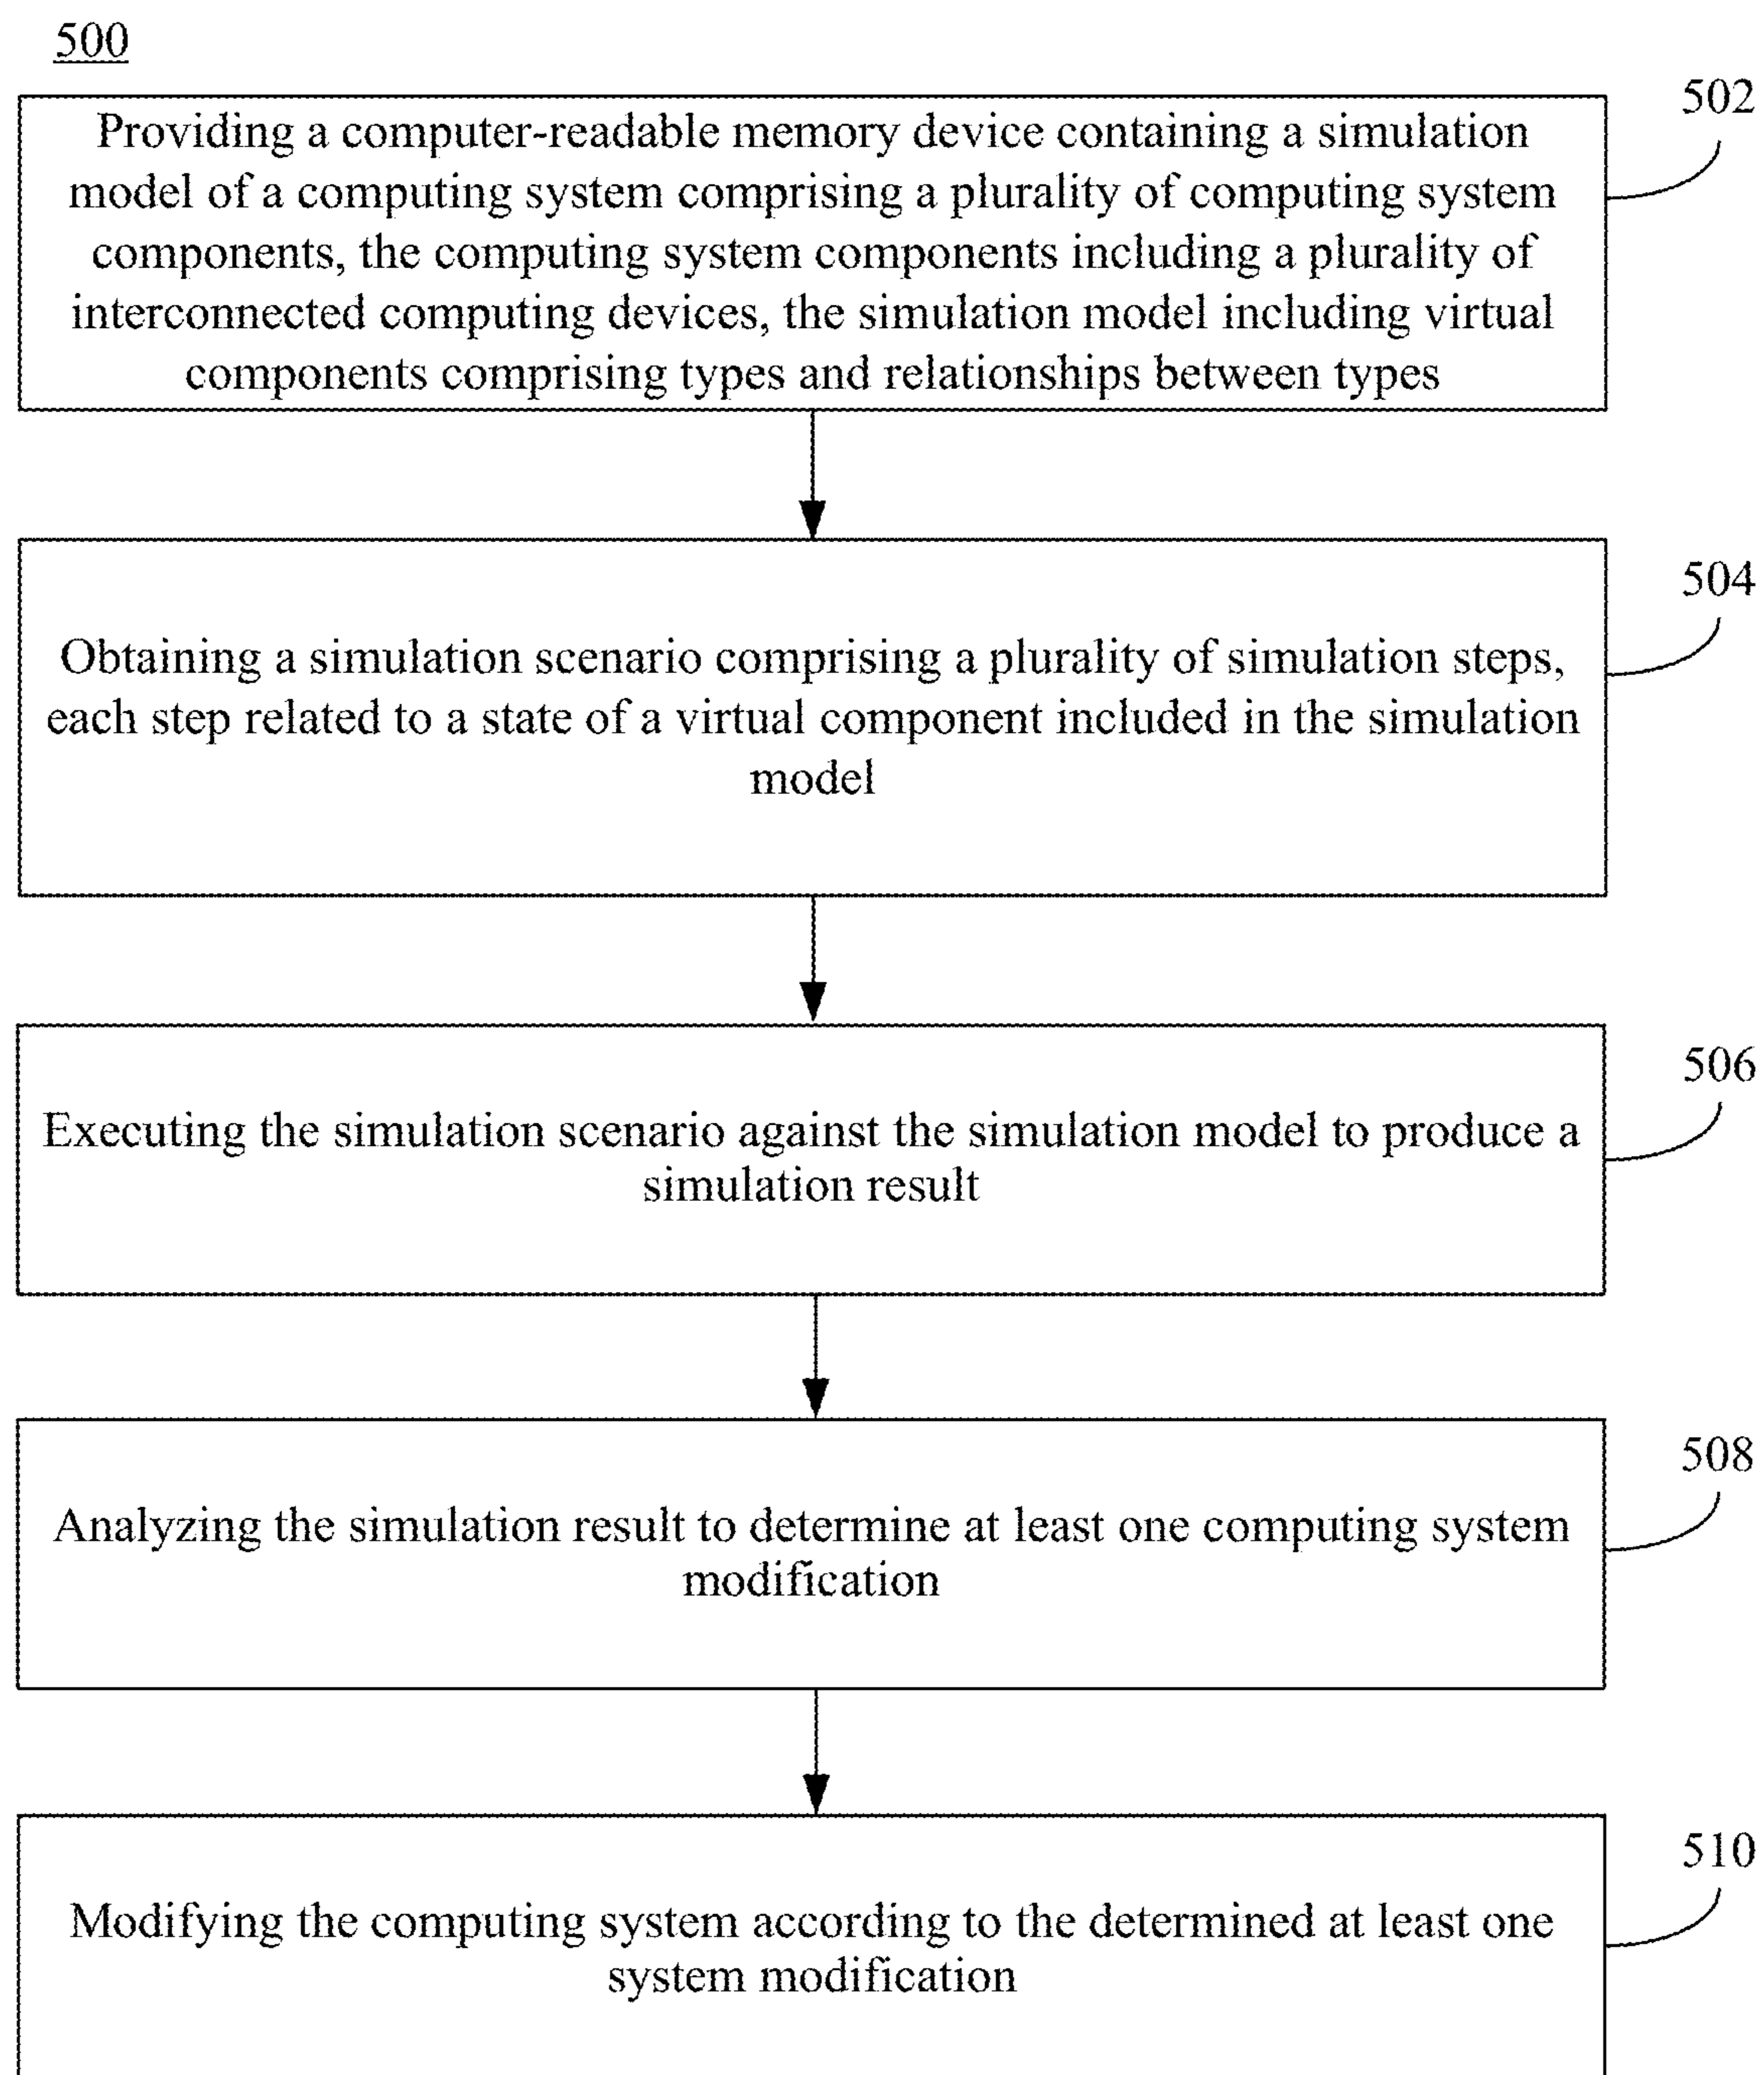 500
502
Providing a computer-readable memory device containing a simulation
model of a computing system comprising a plurality of computing system
components, the computing system components including a plurality of
interconnected computing devices, the simulation model including virtual
components comprising types and relationships between types
504
Obtaining a simulation scenario comprising a plurality of simulation steps,
each step related to a state of a virtual component included in the simulation
model
506
Executing the simulation scenario against the simulation model to produce a
simulation result
508
Analyzing the simulation result to determine at least one computing system
modification
510
Modifying the computing system according to the determined at least one
system modification